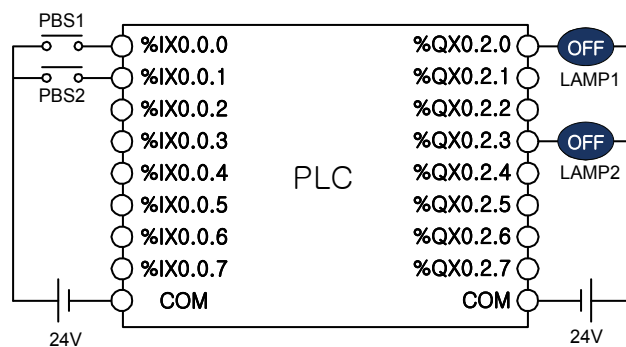 PBS1
PBS2
24V
%IX0.0.0
%IX0.0.1
%IX0.0.2
%IX0.0.3
%IX0.0.4
%IX0.0.5
%IX0.0.6
%IX0.0.7
COM
PLC
%QX0.2.0
%QX0.2.1
%QX0.2.2
%QX0.2.3
%QX0.2.4
%QX0.2.5
%QX0.2.6
%QX0.2.7
COM
OFF
LAMP1
OFF
LAMP2
24V